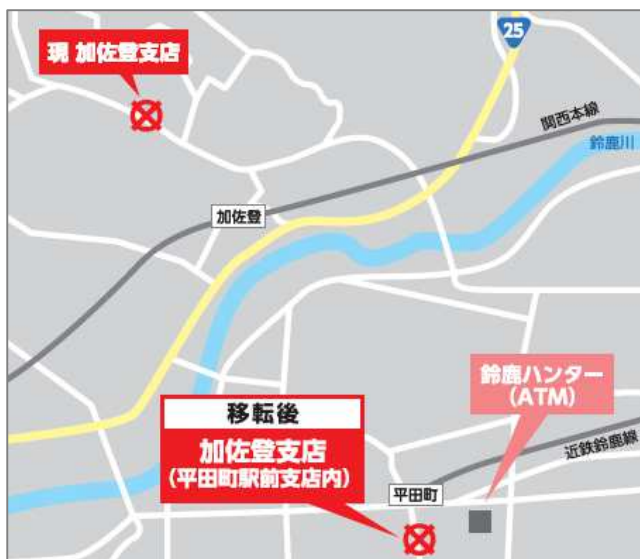 25
現 加佐登支店
関西本線
鈴鹿川
加佐登
鈴鹿ハンター
(ATM)
移転後
加佐登支店
(平田町駅前支店内)
近鉄鈴鹿線
平田町